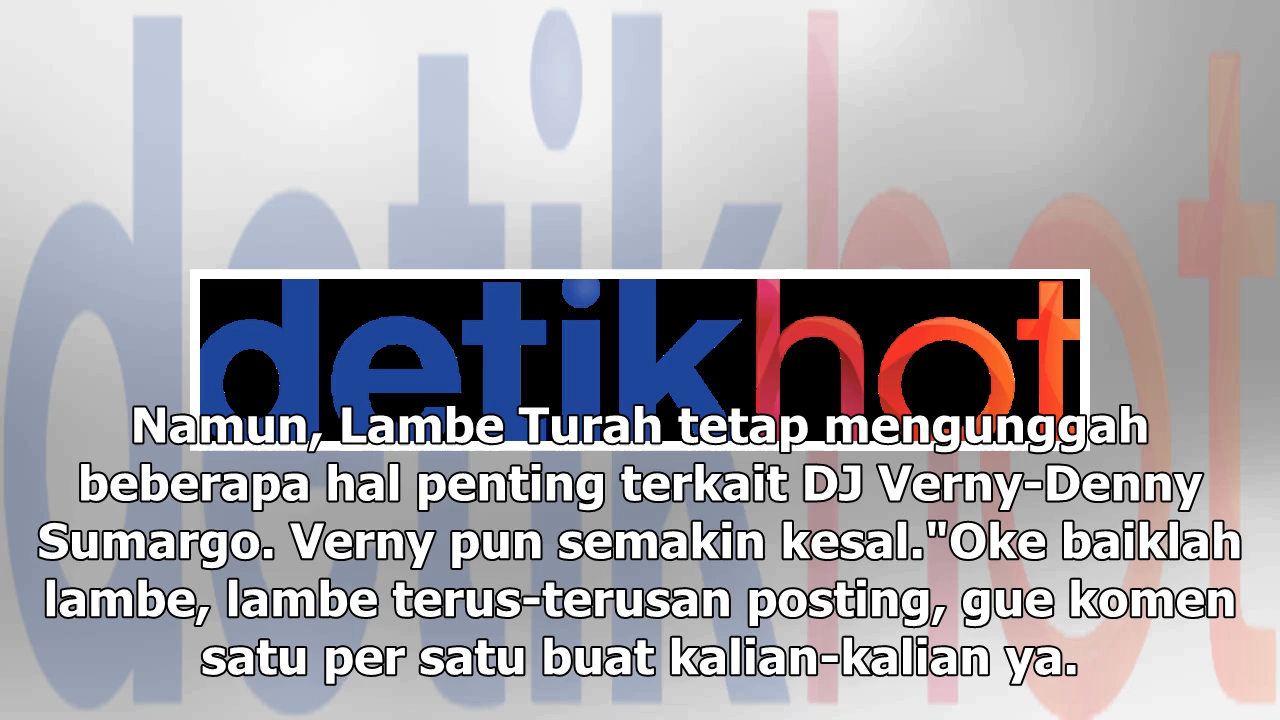 detikhot
detikhot
Namun, Lambe Turah tetap mengunggah
beberapa hal penting terkait DJ Verny-Denny
Sumargo. Verny pun semakin kesal."Oke baiklah
lambe, lambe terus-terusan posting, gue komen
satu per satu buat kalian-kalian ya.